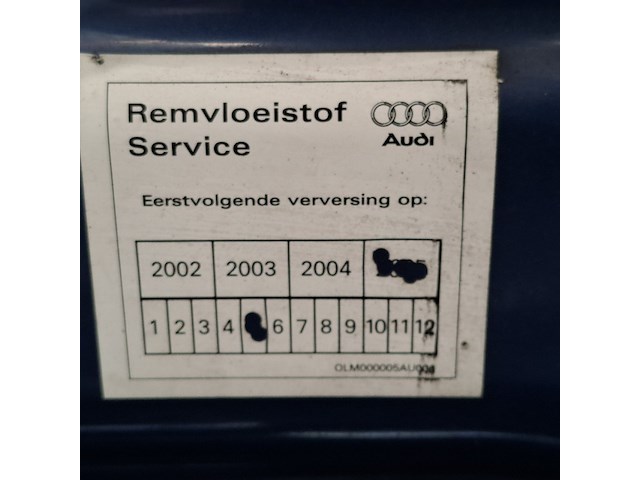 Remvloeistof
Service
Audi
Eerstvolgende verversing op:
2002 2003 2004
1 2 3 4 6 7 8 9 10 11 12